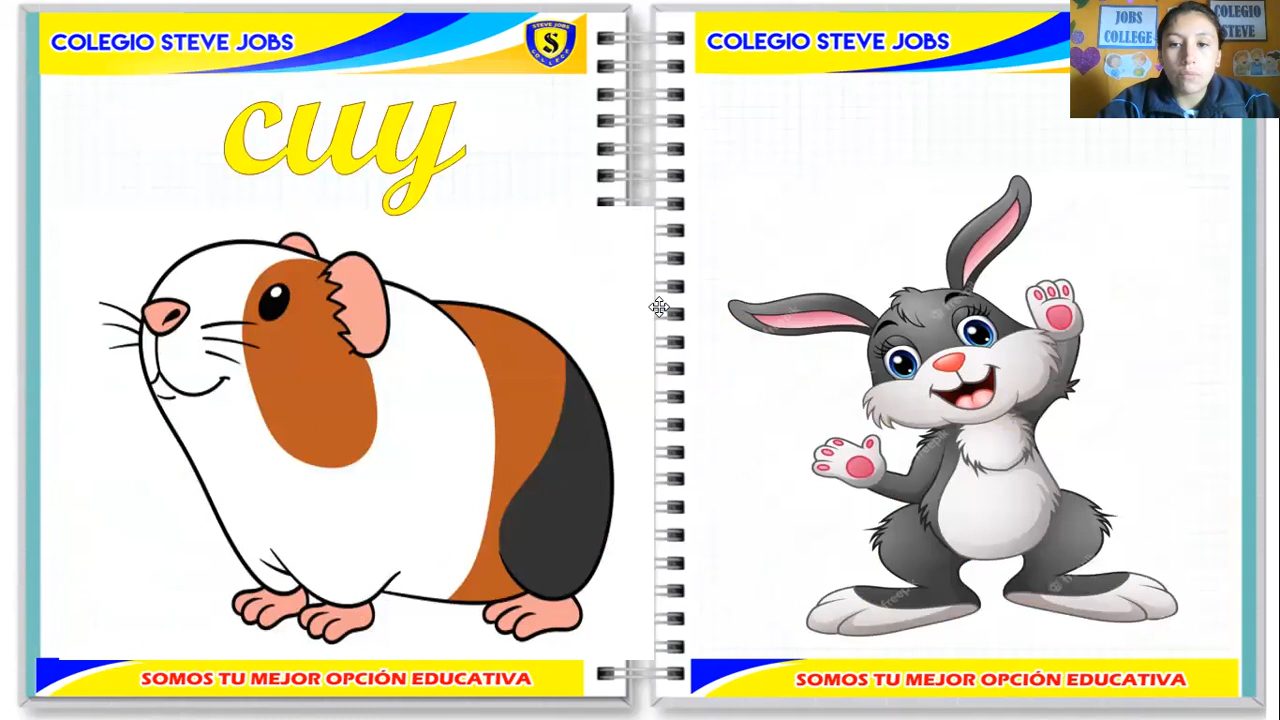 COLEGIO STEVE JOBS
STEVE JOBS
S
COLLEGE
cuy
SOMOS TU MEJOR OPCIÓN EDUCATIVA
COLEGIO STEVE JOBS
JOBS
COLLEGE
COLEGIO
STEVE
SOMOS TU MEJOR OPCIÓN EDUCATIVA